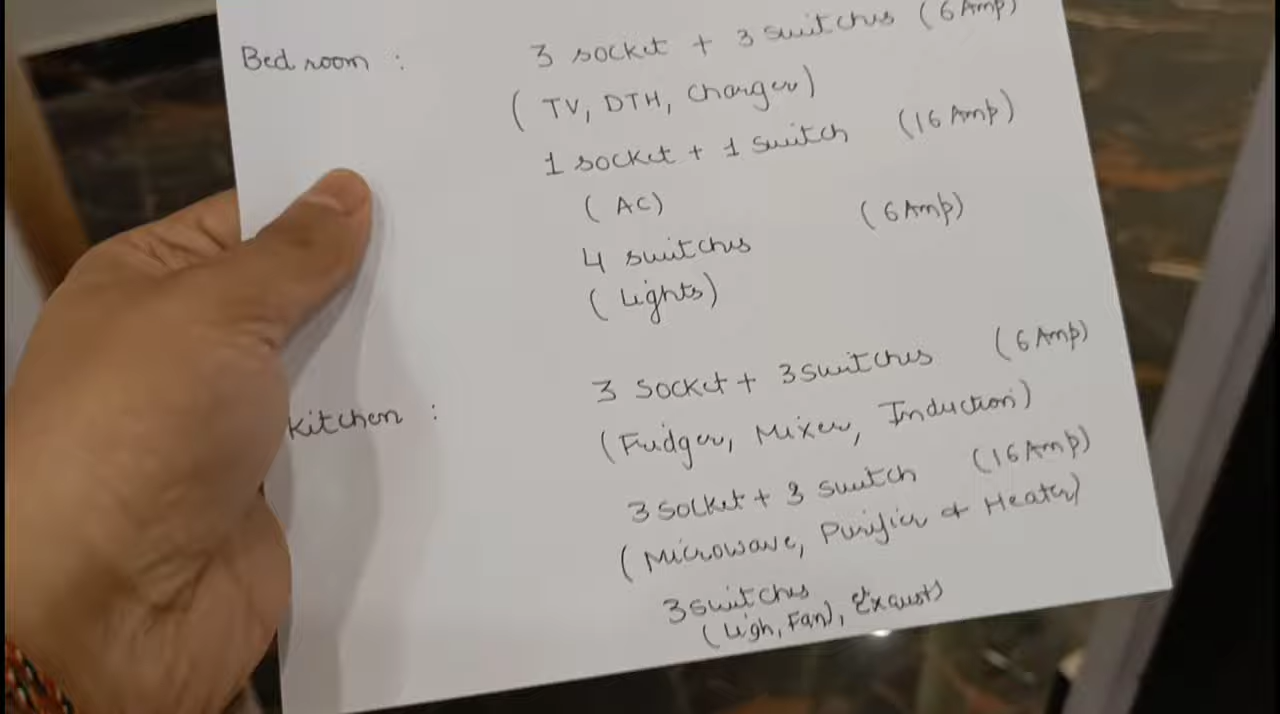 Bedroom : 3 socket + 3 switches (6 Amp)
(TV, DTH, Charger)
1 socket + 1 switch (16 Amp)
(AC)
4 switches (6 Amp)
(Lights)
Kitchen : 3 Socket + 3 switches (6 Amp)
(Fridger, Mixer, Induction)
3 socket + 3 switch (16 Amp)
(Microwave, Purifier & Heater)
3 switches
(Ligh, Fan), Exaust)